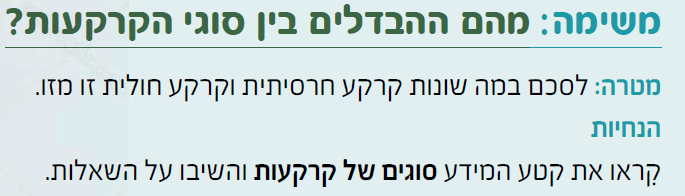 משימה: מהם ההבדלים בין סוגי הקרקעות?
מטרה: לסכם במה שונות קרקע חרסיתית וקרקע חולית זו מזו.
הנחיות
קִראו את קטע המידע סוגים של קרקעות והשיבו על השאלות.